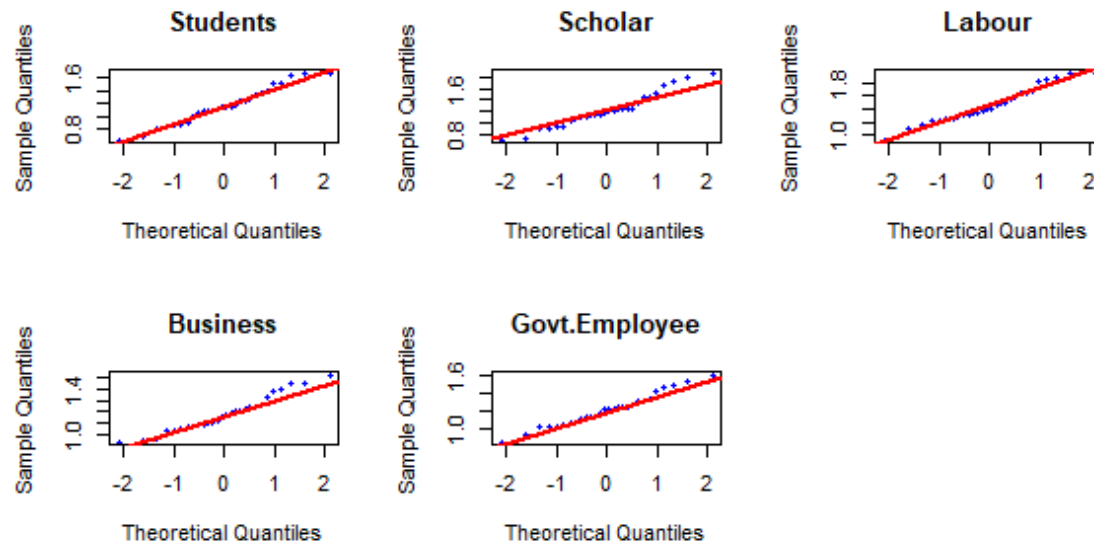 Students
Scholar
Labour
Sample Quantiles
0.8
1.6
-2 -1 0 1 2
Theoretical Quantiles
Sample Quantiles
0.8
1.6
-2 -1 0 1 2
Theoretical Quantiles
Sample Quantiles
1.0
1.8
-2 -1 0 1 2
Theoretical Quantiles
Business
Govt.Employee
Sample Quantiles
1.0
1.4
-2 -1 0 1 2
Theoretical Quantiles
Sample Quantiles
1.0
1.6
-2 -1 0 1 2
Theoretical Quantiles